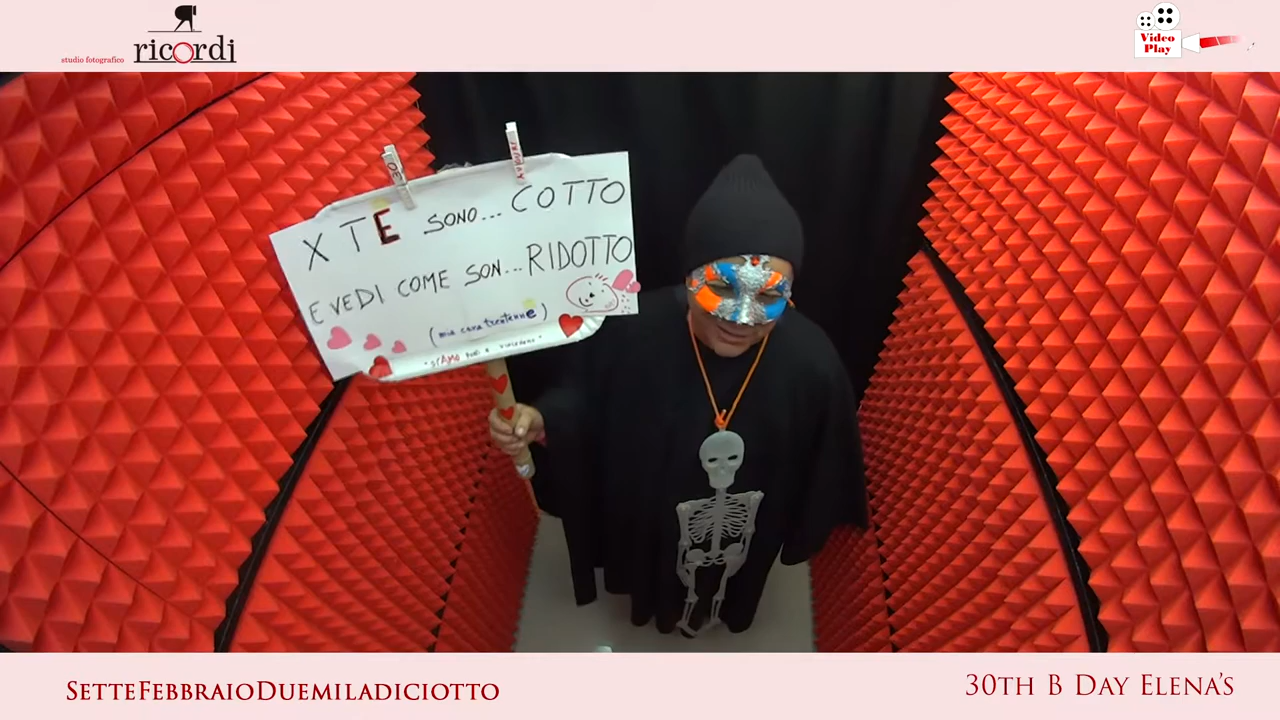 studio fotografico ricordi
Video
Play
X TE SONO... COTTO
E VEDI COME SON... RIDOTTO
(mia cara trentenne)
SETTEFEBBRAIODUEMILADICIOTTO
30TH B DAY ELENA'S